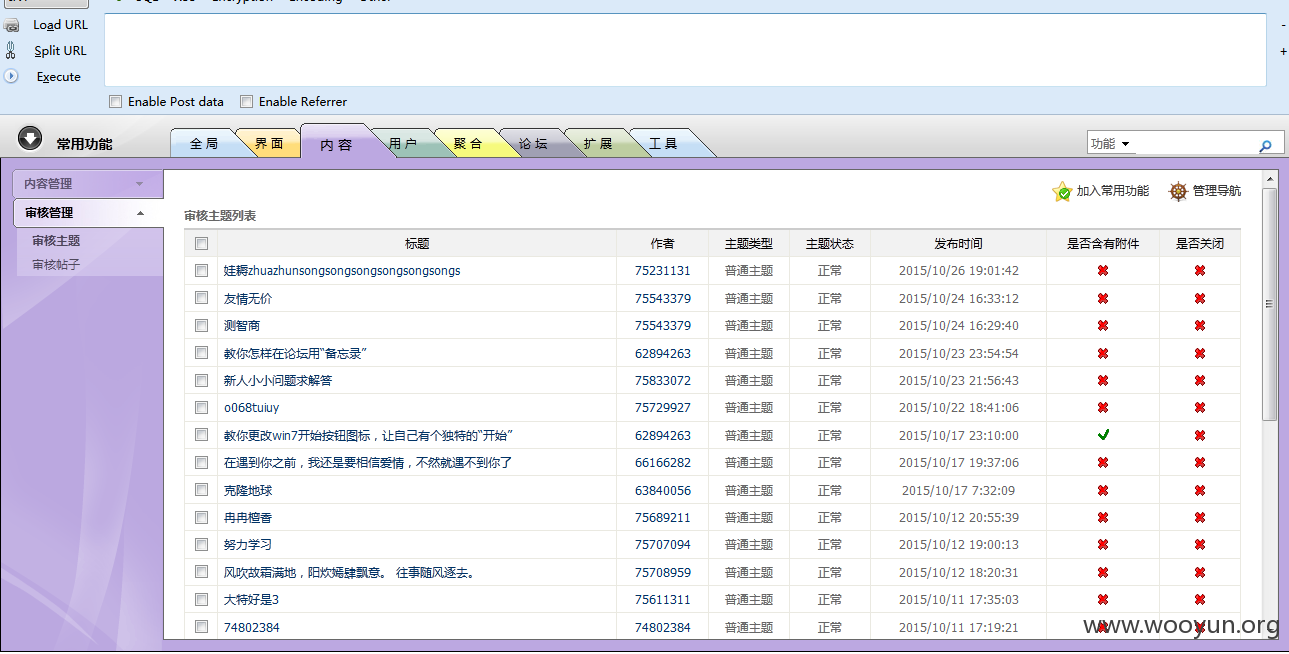 Load URL
Split URL
Execute
Enable Post data Enable Referrer
常用功能 全局 界面 内容 用户 聚合 论坛 扩展 工具 功能
内容管理
审核管理
审核主题
审核帖子
加入常用功能 管理导航
审核主题列表
标题 作者 主题类型 主题状态 发布时间 是否含有附件 是否关闭
娃耨zhuazhunsongsongsongsongsongsongs 75231131 普通主题 正常 2015/10/26 19:01:42
友情无价 75543379 普通主题 正常 2015/10/24 16:33:12
测智商 75543379 普通主题 正常 2015/10/24 16:29:40
教你怎样在论坛用“备忘录” 62894263 普通主题 正常 2015/10/23 23:54:54
新人小小问题求解答 75833072 普通主题 正常 2015/10/23 21:56:43
o068tuiuy 75729927 普通主题 正常 2015/10/22 18:41:06
教你更改win7开始按钮图标，让自己有个独特的“开始” 62894263 普通主题 正常 2015/10/17 23:10:00
在遇到你之前，我还是要相信爱情，不然就遇不到你了 66166282 普通主题 正常 2015/10/17 19:37:06
克隆地球 63840056 普通主题 正常 2015/10/17 7:32:09
冉冉檀香 75689211 普通主题 正常 2015/10/12 20:55:39
努力学习 75707094 普通主题 正常 2015/10/12 19:00:13
风吹故霜满地，阳炊嫣肆飘意。 往事随风逐去。 75708959 普通主题 正常 2015/10/12 18:20:31
大特好是3 75611311 普通主题 正常 2015/10/11 17:35:03
74802384 74802384 普通主题 正常 2015/10/11 17:19:21
www.wooyun.org